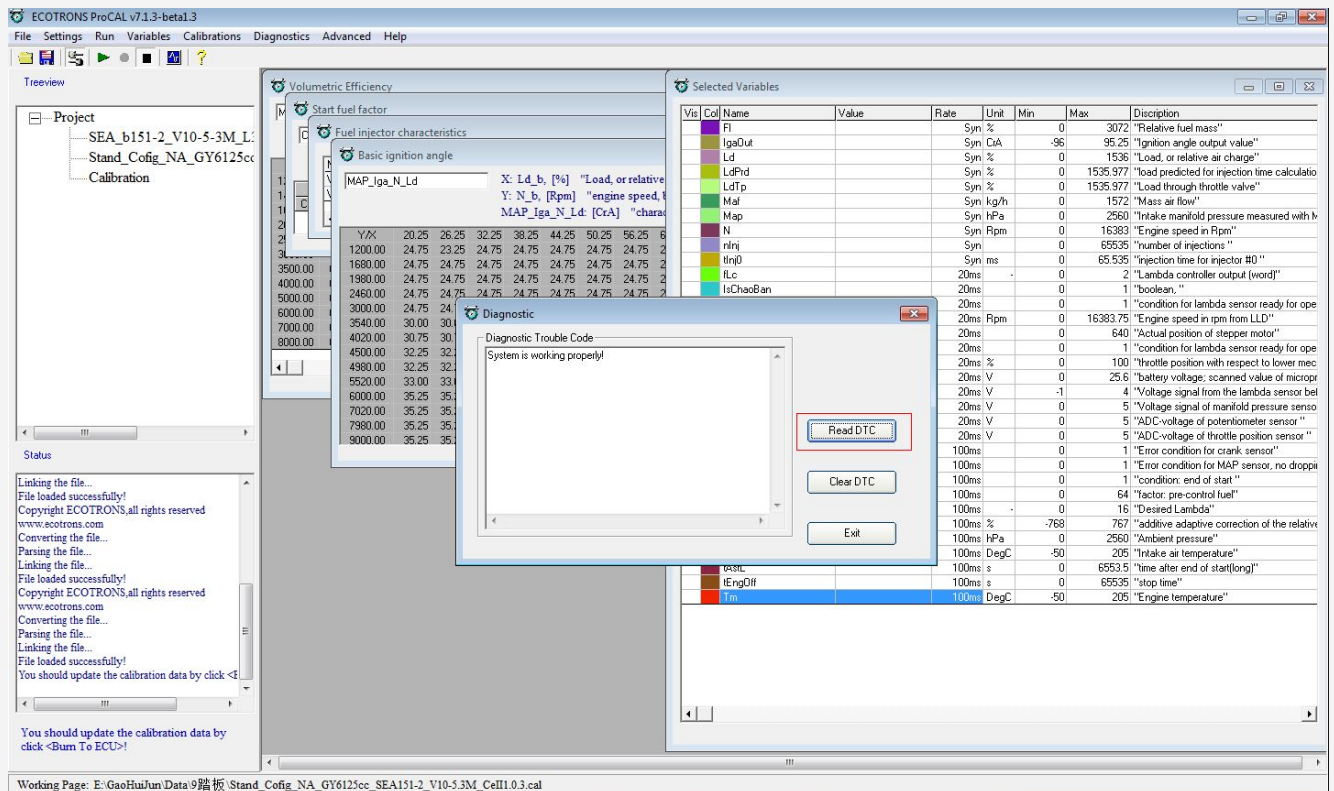 ECOTRONS ProCAL v7.1.3-beta1.3
File Settings Run Variables Calibrations Diagnostics Advanced Help
Treeview
Project
SEA_b151-2_V10-5-3M_L
Stand_Cofig_NA_GY6125cc
Calibration
Status
Linking the file...
File loaded successfully!
Copyright ECOTRONS,all rights reserved
www.ecotrons.com
Converting the file...
Parsing the file...
Linking the file...
File loaded successfully!
Copyright ECOTRONS,all rights reserved
www.ecotrons.com
Converting the file...
Parsing the file...
Linking the file...
File loaded successfully!
You should update the calibration data by click <
You should update the calibration data by
click <Burn To ECU>!
Volumetric Efficiency
3500.00
4000.00
5000.00
6000.00
7000.00
8000.00
Start fuel factor
Fuel injector characteristics
Basic ignition angle
MAP_Iga_N_Ld
X: Ld_b, [%] "Load, or relative
Y: N_b, [Rpm] "engine speed,
MAP_Iga_N_Ld: [CrA] "chara
Y/X 20.25 26.25 32.25 38.25 44.25 50.25 56.25
1200.00 24.75 23.25 24.75 24.75 24.75 24.75 24.75
1680.00 24.75 24.75 24.75 24.75 24.75 24.75 24.75
1980.00 24.75 24.75 24.75 24.75 24.75 24.75 24.75
2460.00 24.75 24.75 24.75 24.75 24.75 24.75 24.75
3000.00 24.75 24.
3540.00 30.00 30.
4020.00 30.75 30.
4500.00 32.25 32.
4980.00 32.25 32.
5520.00 33.00 33.
6000.00 35.25 35.
7020.00 35.25 35.
7980.00 35.25 35.
9000.00 35.25 35.
Diagnostic
Diagnostic Trouble Code
System is working properly!
Read DTC
Clear DTC
Exit
Selected Variables
Vis Col Name Value Rate Unit Min Max Discription
Fl Syn % 0 3072 "Relative fuel mass"
IgaOut Syn CrA -96 95.25 "Ignition angle output value"
Ld Syn % 0 1536 "Load, or relative air charge"
LdPrd Syn % 0 1535.977 "load predicted for injection time calculatio
LdTp Syn % 0 1535.977 "Load through throttle valve"
Maf Syn kg/h 0 1572 "Mass air flow"
Map Syn hPa 0 2560 "Intake manifold pressure measured with M
N Syn Rpm 0 16383 "Engine speed in Rpm"
nInj Syn 0 65535 "number of injections "
tInj0 Syn ms 0 65.535 "injection time for injector #0 "
fLc 20ms - 0 2 "Lambda controller output (word)"
IsChaoBan 20ms 0 1 "boolean, "
20ms 0 1 "condition for lambda sensor ready for ope
20ms Rpm 0 16383.75 "Engine speed in rpm from LLD"
20ms 0 640 "Actual position of stepper motor"
20ms 0 1 "condition for lambda sensor ready for ope
20ms % 0 100 "throttle position with respect to lower mec
20ms V 0 25.6 "battery voltage; scanned value of micropr
20ms V -1 4 "Voltage signal from the lambda sensor bel
20ms V 0 5 "Voltage signal of manifold pressure senso
20ms V 0 5 "ADC-voltage of potentiometer sensor "
20ms V 0 5 "ADC-voltage of throttle position sensor "
100ms 0 1 "Error condition for crank sensor"
100ms 0 1 "Error condition for MAP sensor, no droppi
100ms 0 1 "condition: end of start "
100ms 0 64 "factor: pre-control fuel"
100ms - 0 16 "Desired Lambda"
100ms % -768 767 "additive adaptive correction of the relative
100ms hPa 0 2560 "Ambient pressure"
100ms DegC -50 205 "Intake air temperature"
tAstL 100ms s 0 6553.5 "time after end of start(long)"
tEngOff 100ms s 0 65535 "stop time"
Tm 100ms DegC -50 205 "Engine temperature"
Working Page: E:\GaoHuiJun\Data\9踏板\Stand_Cofig_NA_GY6125cc_SEA151-2_V10-5.3M_CeII1.0.3.cal